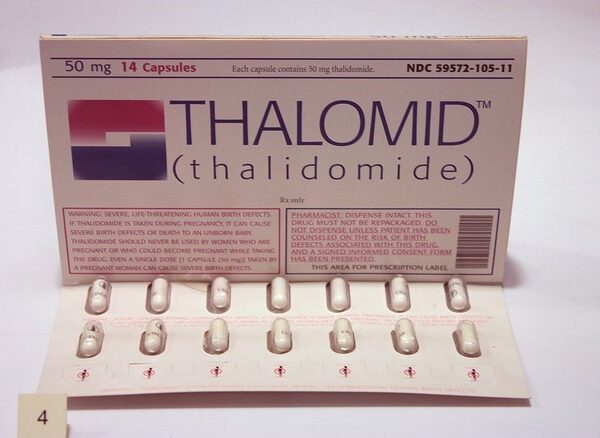 50 mg 14 Capsules Each capsule contains 50 mg thalidomide. NDC 59572-105-11
THALOMID™
(thalidomide)
Rx only
WARNING: SEVERE, LIFE-THREATENING HUMAN BIRTH DEFECTS.
IF THALIDOMIDE IS TAKEN DURING PREGNANCY, IT CAN CAUSE
SEVERE BIRTH DEFECTS OR DEATH TO AN UNBORN BABY.
THALIDOMIDE SHOULD NEVER BE USED BY WOMEN WHO ARE
PREGNANT OR WHO COULD BECOME PREGNANT WHILE TAKING
THE DRUG. EVEN A SINGLE DOSE [1 CAPSULE (50 mg)] TAKEN BY
A PREGNANT WOMAN CAN CAUSE SEVERE BIRTH DEFECTS.
PHARMACIST: DISPENSE INTACT. THIS
DRUG MUST NOT BE REPACKAGED. DO
NOT DISPENSE UNLESS PATIENT HAS BEEN
COUNSELED ON THE RISK OF BIRTH
DEFECTS ASSOCIATED WITH THIS DRUG,
AND A SIGNED INFORMED CONSENT FORM
HAS BEEN PRESENTED.
THIS AREA FOR PRESCRIPTION LABEL
4